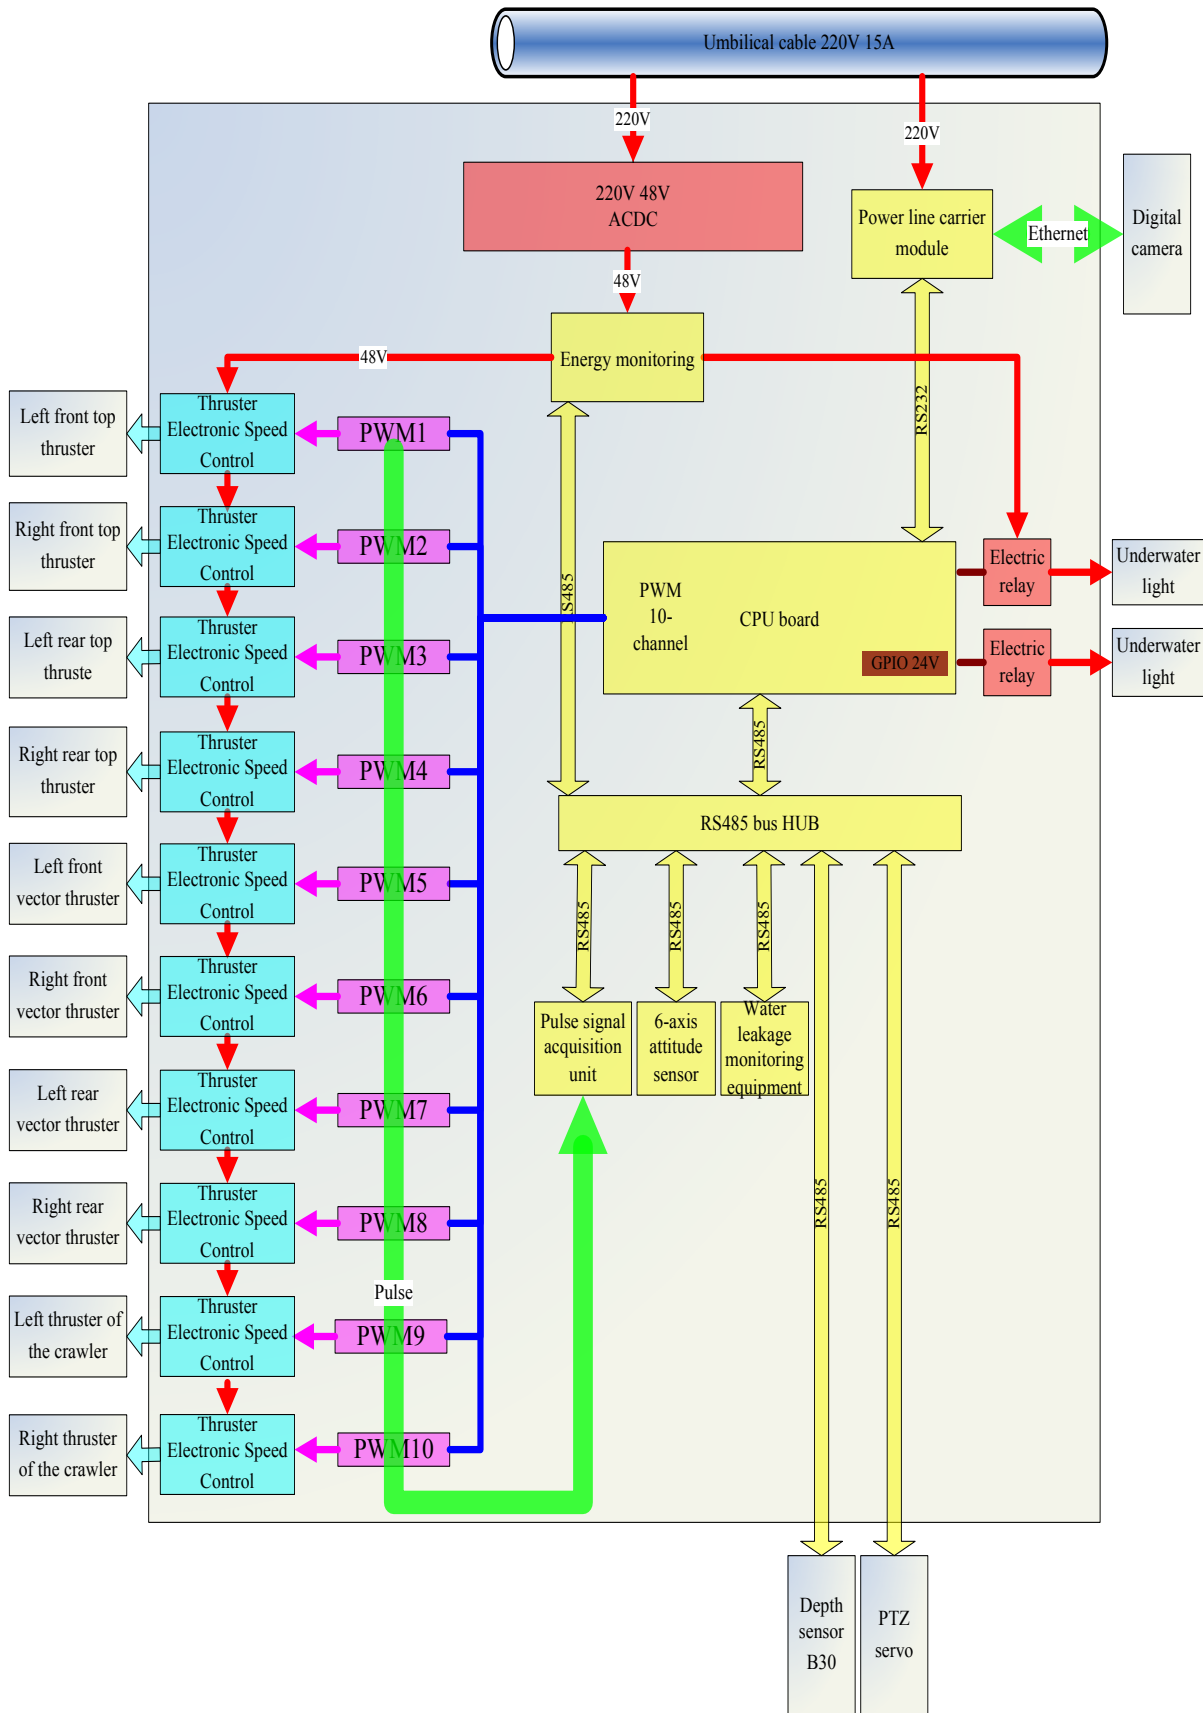 Umbilical cable 220V 15A
220V
220V
220V 48V
ACDC
Power line carrier
module
Ethernet
Digital
camera
48V
Energy monitoring
48V
RS232
Left front top
thruster
Thruster
Electronic Speed
Control
PWM1
Right front top
thruster
Thruster
Electronic Speed
Control
PWM2
Left rear top
thruste
Thruster
Electronic Speed
Control
PWM3
Right rear top
thruster
Thruster
Electronic Speed
Control
PWM4
Left front
vector thruster
Thruster
Electronic Speed
Control
PWM5
Right front
vector thruster
Thruster
Electronic Speed
Control
PWM6
Left rear
vector thruster
Thruster
Electronic Speed
Control
PWM7
Right rear
vector thruster
Thruster
Electronic Speed
Control
PWM8
Pulse
Left thruster of
the crawler
Thruster
Electronic Speed
Control
PWM9
Right thruster
of the crawler
Thruster
Electronic Speed
Control
PWM10
RS485
PWM
10-
channel
CPU board
GPIO 24V
Electric
relay
Underwater
light
Electric
relay
Underwater
light
RS485
RS485 bus HUB
RS485
RS485
RS485
Pulse signal
acquisition
unit
6-axis
attitude
sensor
Water
leakage
monitoring
equipment
RS485
RS485
Depth
sensor
B30
PTZ
servo